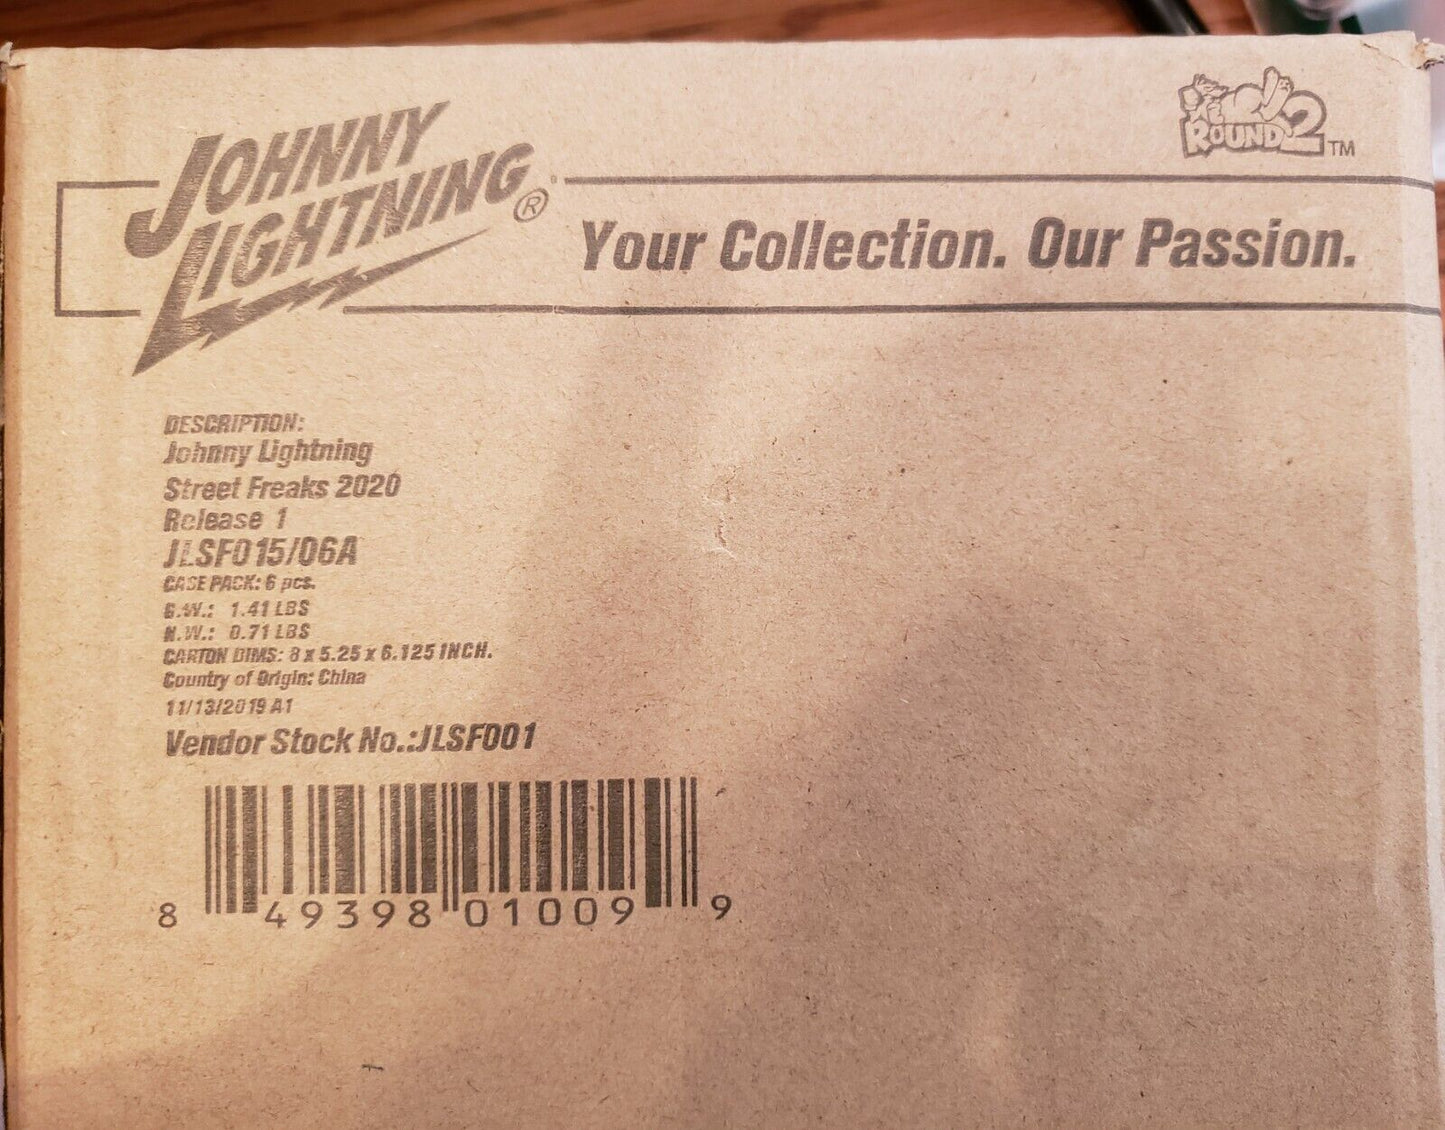 JOHNNY
LIGHTNING®
ROUND 2 ™
Your Collection. Our Passion.
DESCRIPTION:
Johnny Lightning
Street Freaks 2020
Release 1
JLSF015/06A
CASE PACK: 6 pcs.
G.W.: 1.41 LBS
N.W.: 0.71 LBS
CARTON DIMS: 8 x 5.25 x 6.125 INCH.
Country of Origin: China
11/13/2019 A1
Vendor Stock No.:JLSF001
8 49398 01009 9